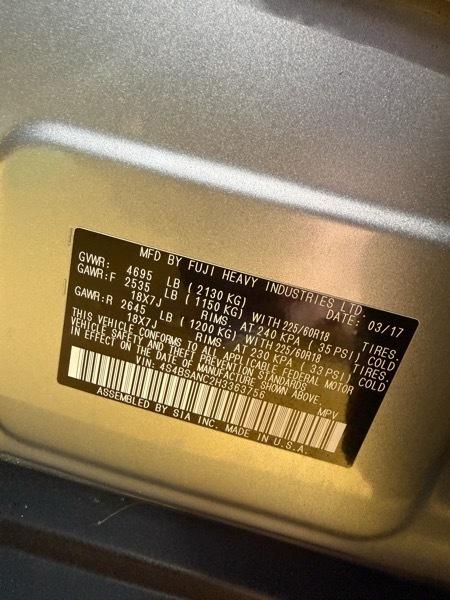 MFD BY FUJI HEAVY INDUSTRIES LTD.
GVWR: 4695 LB (2130 KG) DATE: 03/17
GAWR:F 2535 LB (1150 KG) WITH 225/60R18 TIRES.
18X7J RIMS. AT 240 KPA (35 PSI) COLD
GAWR:R 2645 LB (1200 KG) WITH 225/60R18 TIRES.
18X7J RIMS. AT 230 KPA (33 PSI) COLD
THIS VEHICLE CONFORMS TO ALL APPLICABLE FEDERAL MOTOR
VEHICLE SAFETY AND THEFT PREVENTION STANDARDS
IN EFFECT ON THE DATE OF MANUFACTURE SHOWN ABOVE.
VIN: 4S4BSANC2H3363756 MPV
ASSEMBLED BY SIA INC. MADE IN U.S.A.